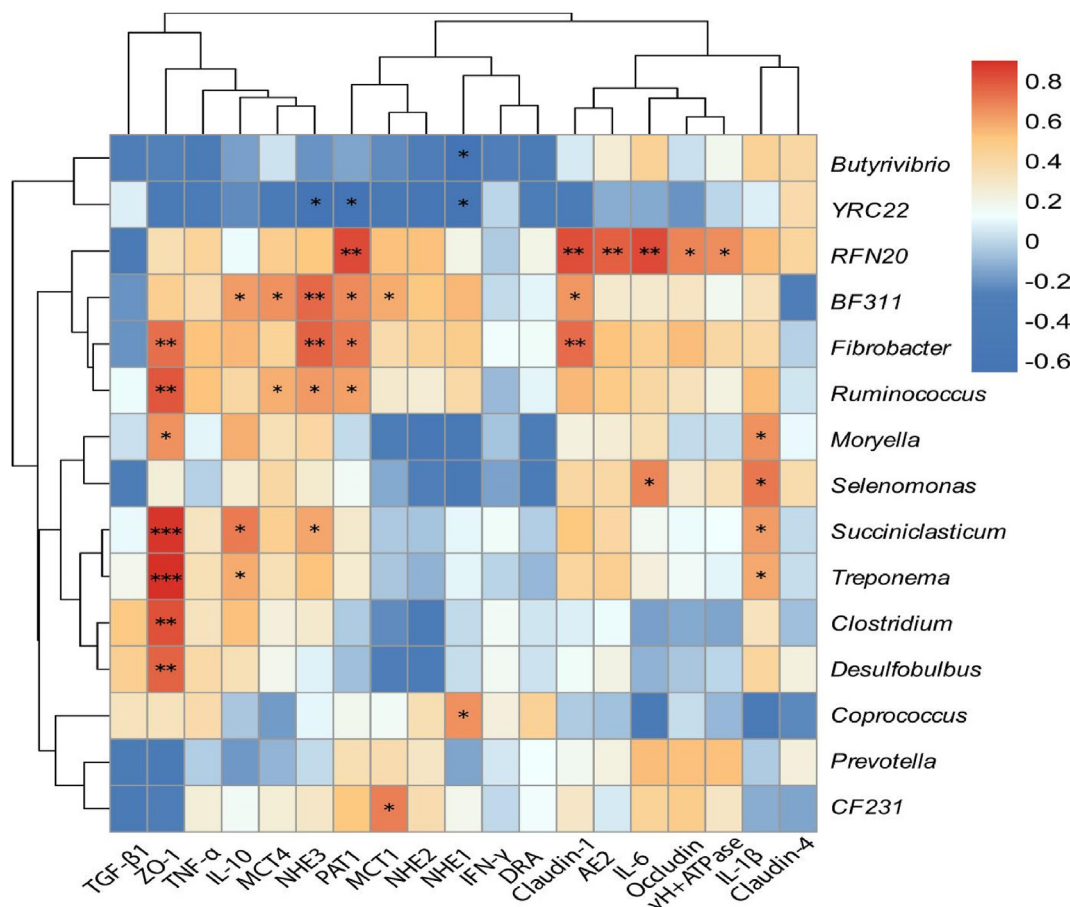 0.8
0.6
0.4
0.2
0
-0.2
-0.4
-0.6
* Butyrivibrio
* * * YRC22
** ** ** ** * * RFN20
* * ** * * * BF311
** ** * ** Fibrobacter
** * * * Ruminococcus
* * Moryella
* * Selenomonas
*** * * * Succiniclasticum
*** * * Treponema
** Clostridium
** Desulfobulbus
* Coprococcus
Prevotella
* CF231
TGF-β1
ZO-1
TNF-α
IL-10
MCT4
NHE3
PAT1
MCT1
NHE2
NHE1
IFN-γ
DRA
Claudin-1
AE2
IL-6
Occludin
vH+ATPase
IL-1β
Claudin-4